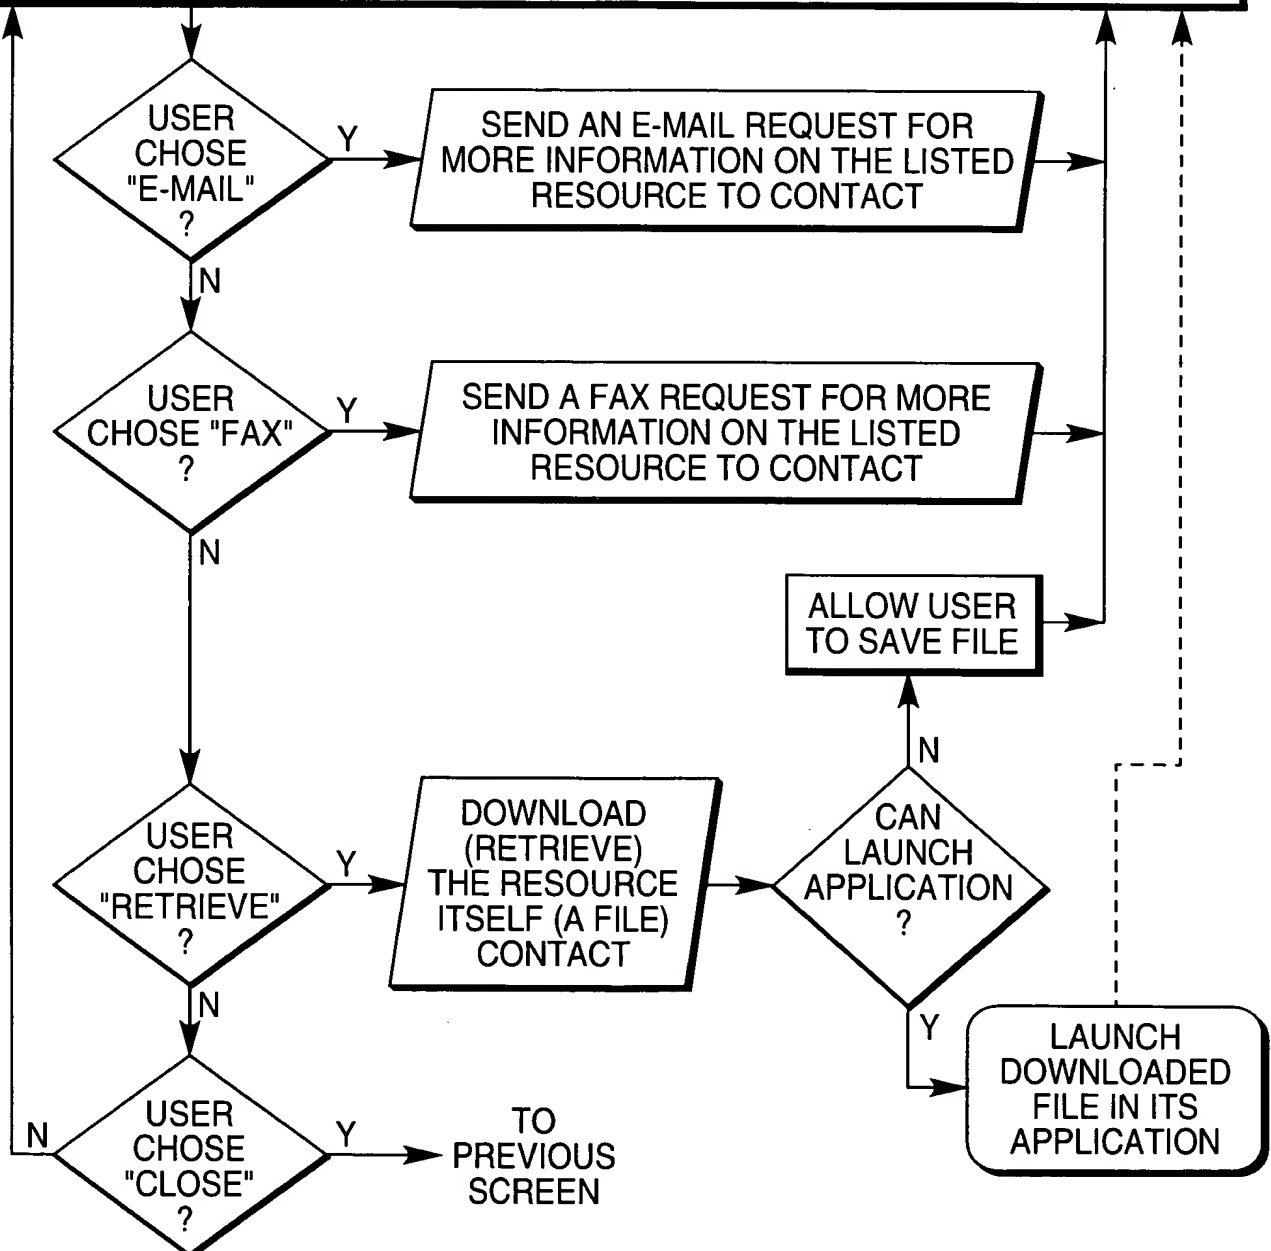 USER
CHOSE
"E-MAIL"
?
Y
SEND AN E-MAIL REQUEST FOR
MORE INFORMATION ON THE LISTED
RESOURCE TO CONTACT
N
USER
CHOSE "FAX"
?
Y
SEND A FAX REQUEST FOR MORE
INFORMATION ON THE LISTED
RESOURCE TO CONTACT
N
ALLOW USER
TO SAVE FILE
N
USER
CHOSE
"RETRIEVE"
?
Y
DOWNLOAD
(RETRIEVE)
THE RESOURCE
ITSELF (A FILE)
CONTACT
CAN
LAUNCH
APPLICATION
?
N
Y
LAUNCH
DOWNLOADED
FILE IN ITS
APPLICATION
USER
CHOSE
"CLOSE"
?
N
Y
TO
PREVIOUS
SCREEN